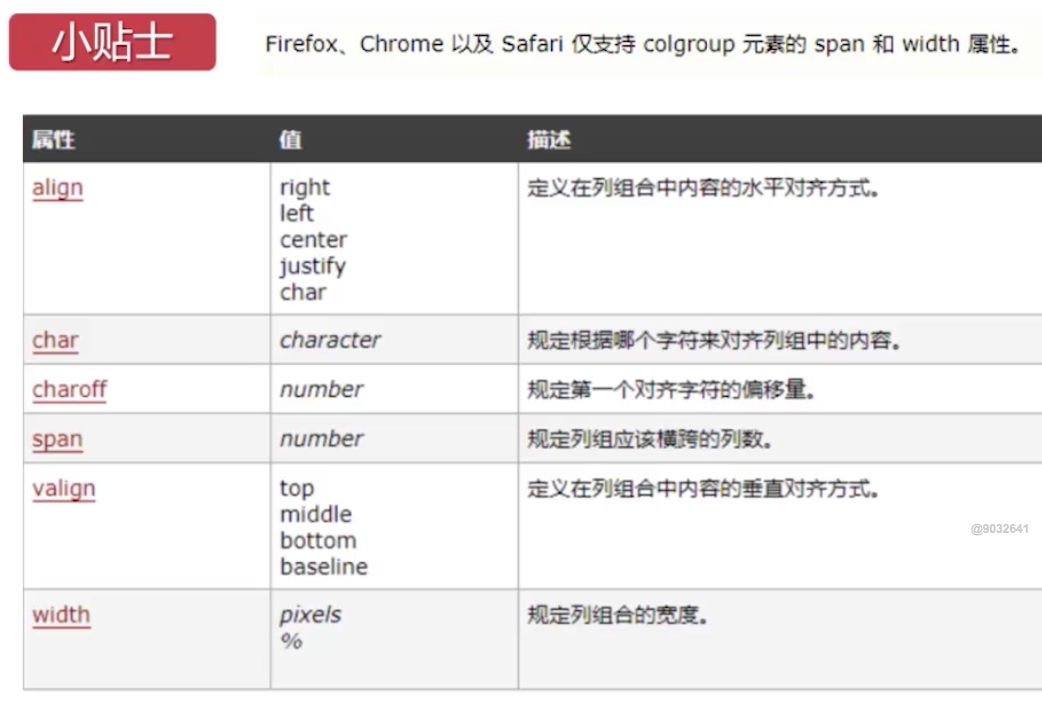 小贴士
Firefox、Chrome 以及 Safari 仅支持 colgroup 元素的 span 和 width 属性。
属性 值 描述
align right 定义在列组合中内容的水平对齐方式。
left
center
justify
char
char character 规定根据哪个字符来对齐列组中的内容。
charoff number 规定第一个对齐字符的偏移量。
span number 规定列组应该横跨的列数。
valign top 定义在列组合中内容的垂直对齐方式。
middle
@9032641
bottom
baseline
width pixels 规定列组合的宽度。
%